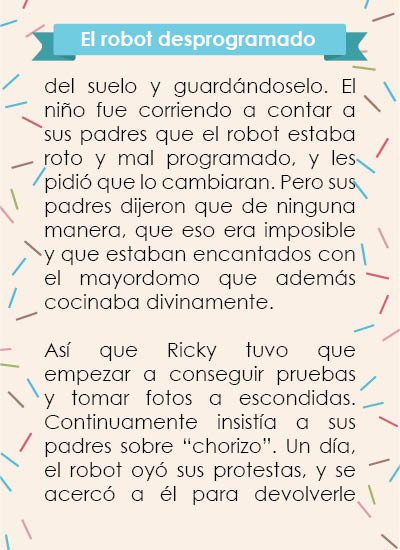 El robot desprogramado
del suelo y guardándoselo. El
niño fue corriendo a contar a
sus padres que el robot estaba
roto y mal programado, y les
pidió que lo cambiaran. Pero sus
padres dijeron que de ninguna
manera, que eso era imposible
y que estaban encantados con
el mayordomo que además
cocinaba divinamente.
Así que Ricky tuvo que
empezar a conseguir pruebas
y tomar fotos a escondidas.
Continuamente insistía a sus
padres sobre “chorizo”. Un día,
el robot oyó sus protestas, y se
acercó a él para devolverle